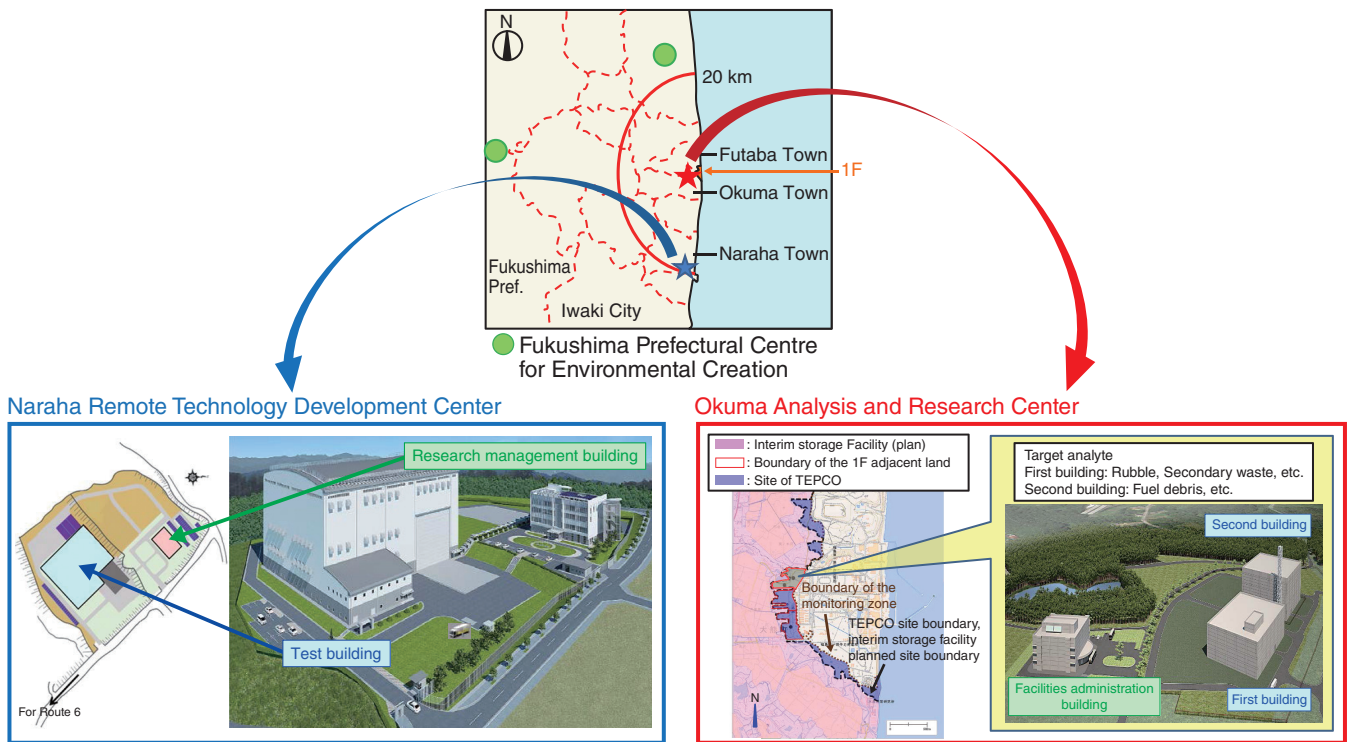 N
20 km
Futaba Town
1F
Okuma Town
Naraha Town
Fukushima
Pref.
Iwaki City
Fukushima Prefectural Centre
for Environmental Creation
Naraha Remote Technology Development Center
Research management building
Test building
For Route 6
Okuma Analysis and Research Center
: Interim storage Facility (plan)
: Boundary of the 1F adjacent land
: Site of TEPCO
Boundary of the
monitoring zone
TEPCO site boundary,
interim storage facility
planned site boundary
N
Target analyte
First building: Rubble, Secondary waste, etc.
Second building: Fuel debris, etc.
Second building
Facilities administration
building
First building